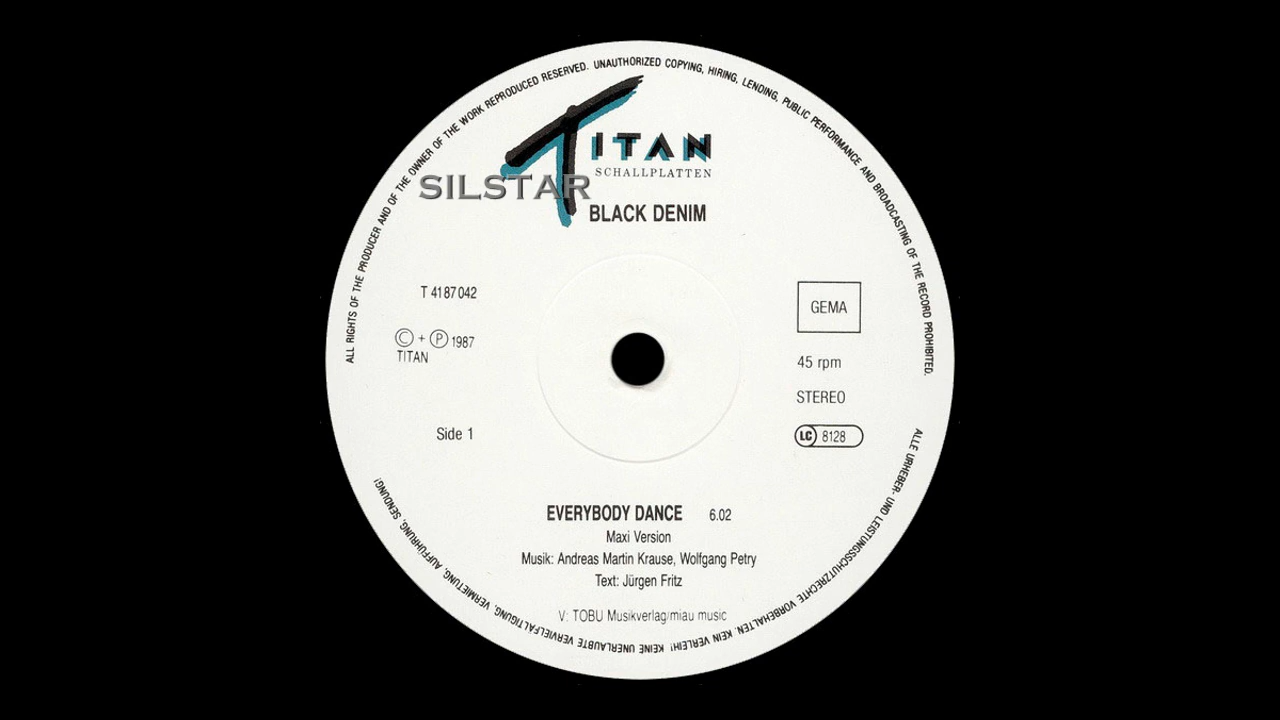 ALL RIGHTS OF THE PRODUCER AND OF THE OWNER OF THE WORK REPRODUCED RESERVED. UNAUTHORIZED COPYING, HIRING, LENDING, PUBLIC PERFORMANCE AND BROADCASTING OF THE RECORD PROHIBITED.
TITAN
SCHALLPLATTEN
SILSTAR
BLACK DENIM
T 4187042
GEMA
Ⓒ + Ⓟ 1987
TITAN
45 rpm
STEREO
Side 1
LC 8128
EVERYBODY DANCE 6.02
Maxi Version
Musik: Andreas Martin Krause, Wolfgang Petry
Text: Jürgen Fritz
V: TOBU Musikverlag/miau music
ALLE URHEBER- UND LEISTUNGSSCHUTZRECHTE VORBEHALTEN. KEIN VERLEIH! KEINE UNERLAUBTE VERVIELFÄLTIGUNG, VERMIETUNG, AUFFÜHRUNG, SENDUNG!